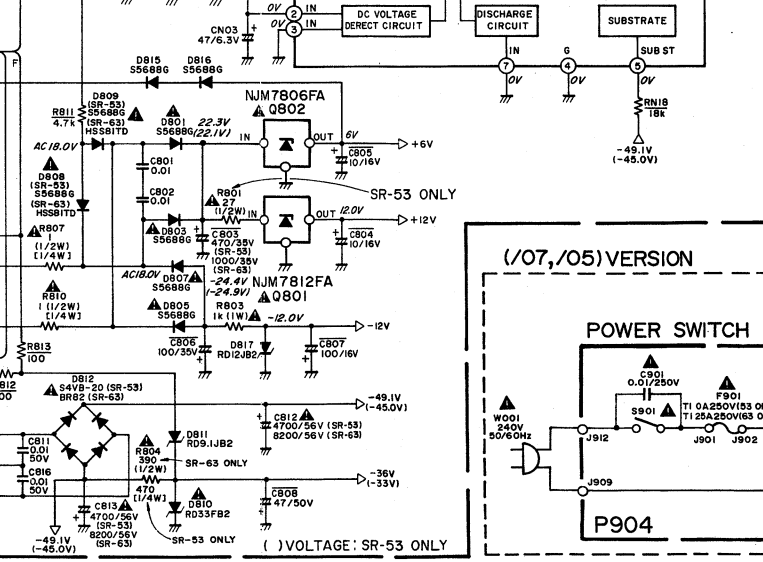 ② IN
③ IN
0V
0V
DC VOLTAGE
DERECT CIRCUIT
DISCHARGE
CIRCUIT
SUBSTRATE
CN03
47/6.3V
IN
⑦
0V
G
④
0V
SUB ST
⑤
0V
RN18
18k
-49.1V
(-45.0V)
F
D815
S5688G
D816
S5688G
R811
4.7k
D809
(SR-53)
S5688G
(SR-63)
HSS81TD
D801
S5688G
22.3V
(22.1V)
NJM7806FA
Q802
IN
OUT
6V
+6V
C805
10/16V
AC18.0V
C801
0.01
D808
(SR-53)
S5688G
(SR-63)
HSS81TD
C802
0.01
R801
27
(1/2W)
SR-53 ONLY
IN
OUT
12.0V
+12V
C804
10/16V
R807
1
(1/2W)
[1/4W]
D803
S5688G
C803
470/35V
(SR-53)
1000/35V
(SR-63)
AC18.0V
D807
S5688G
-24.4V
(-24.9V)
NJM7812FA
Q801
R810
1 (1/2W)
[1/4W]
D805
S5688G
R803
1k (1W)
-12.0V
-12V
C806
100/35V
D817
RD12JB2
C807
100/16V
R813
100
812
00
D812
S4VB-20 (SR-53)
BR82 (SR-63)
-49.1V
(-45.0V)
C812
4700/56V (SR-53)
8200/56V (SR-63)
D811
RD9.1JB2
C811
0.01
50V
C816
0.01
50V
R804
390
(1/2W)
SR-63 ONLY
470
[1/4W]
SR-53 ONLY
-36V
(-33V)
D810
RD33FB2
C808
47/50V
C813
4700/56V
(SR-53)
8200/56V
(SR-63)
-49.1V
(-45.0V)
( )VOLTAGE: SR-53 ONLY
(/07,/05) VERSION
POWER SWITCH
C901
0.01/250V
S901
F901
T1 0A250V(53 O
T1 25A250V(63 O
W001
240V
50/60Hz
J912
J901
J902
J909
P904